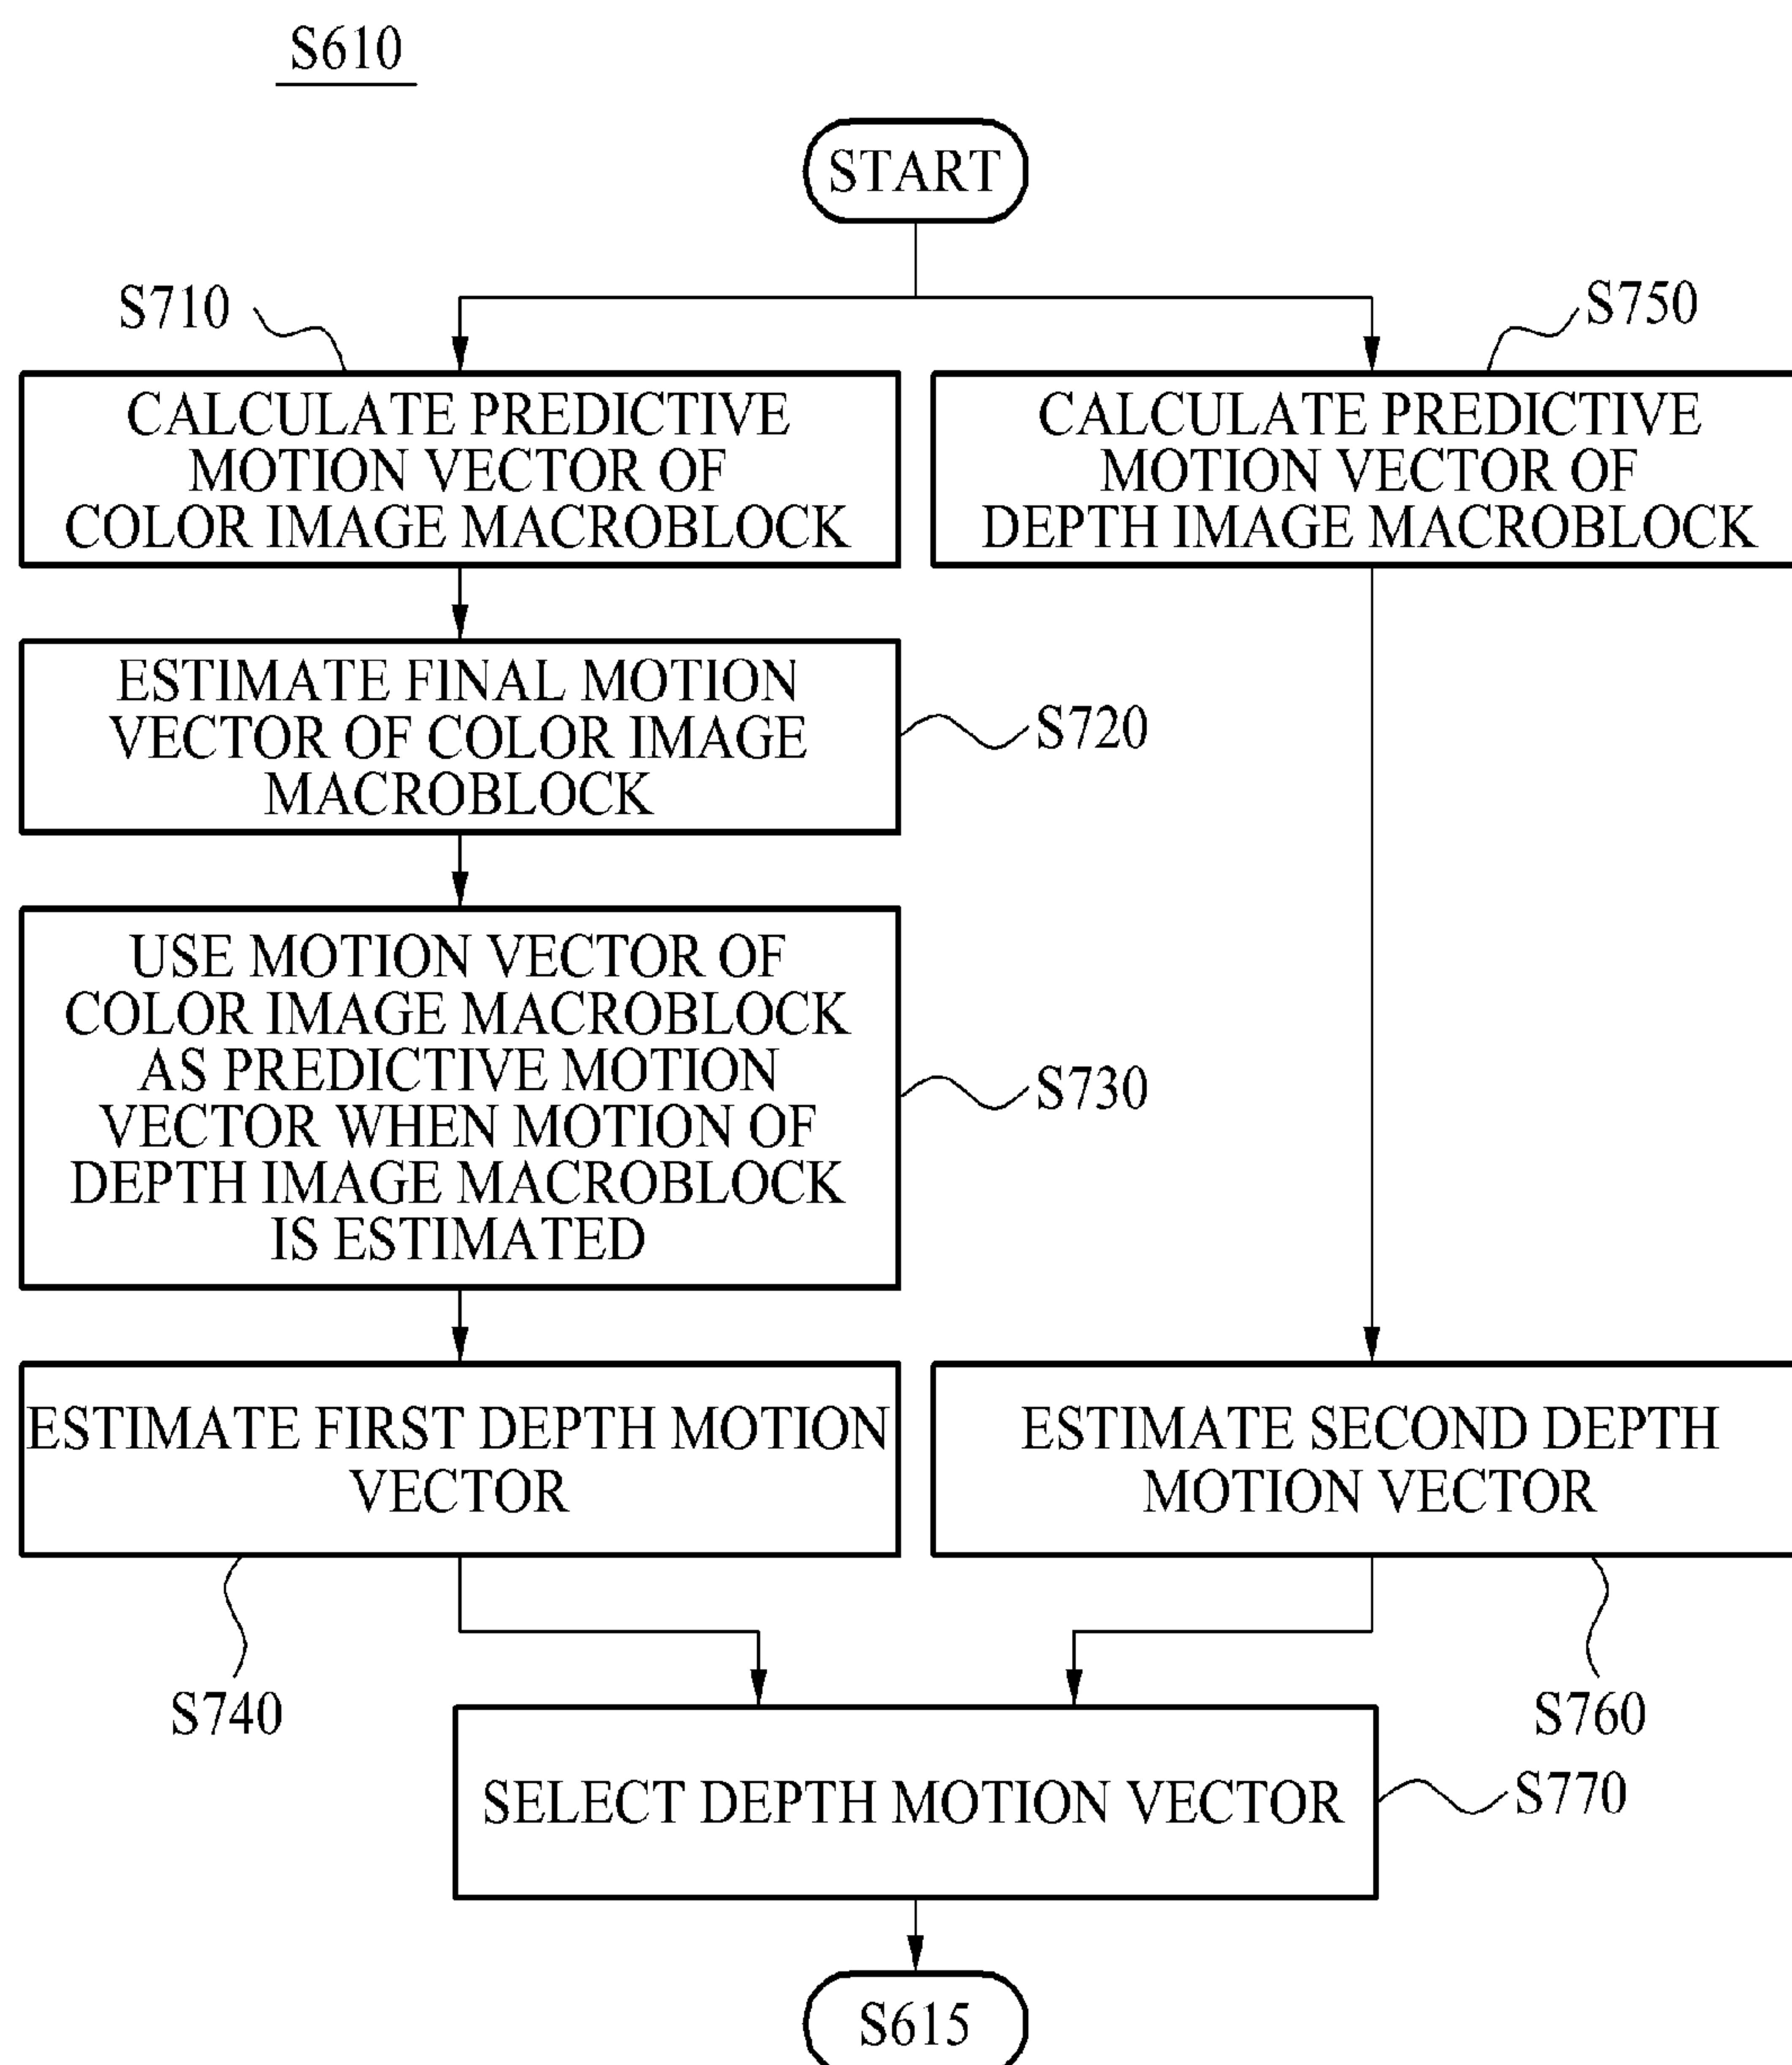 S610
START
S710
S750
CALCULATE PREDICTIVE
MOTION VECTOR OF
COLOR IMAGE MACROBLOCK
CALCULATE PREDICTIVE
MOTION VECTOR OF
DEPTH IMAGE MACROBLOCK
ESTIMATE FINAL MOTION
VECTOR OF COLOR IMAGE
MACROBLOCK
S720
USE MOTION VECTOR OF
COLOR IMAGE MACROBLOCK
AS PREDICTIVE MOTION
VECTOR WHEN MOTION OF
DEPTH IMAGE MACROBLOCK
IS ESTIMATED
S730
ESTIMATE FIRST DEPTH MOTION
VECTOR
ESTIMATE SECOND DEPTH
MOTION VECTOR
S740
S760
SELECT DEPTH MOTION VECTOR
S770
S615